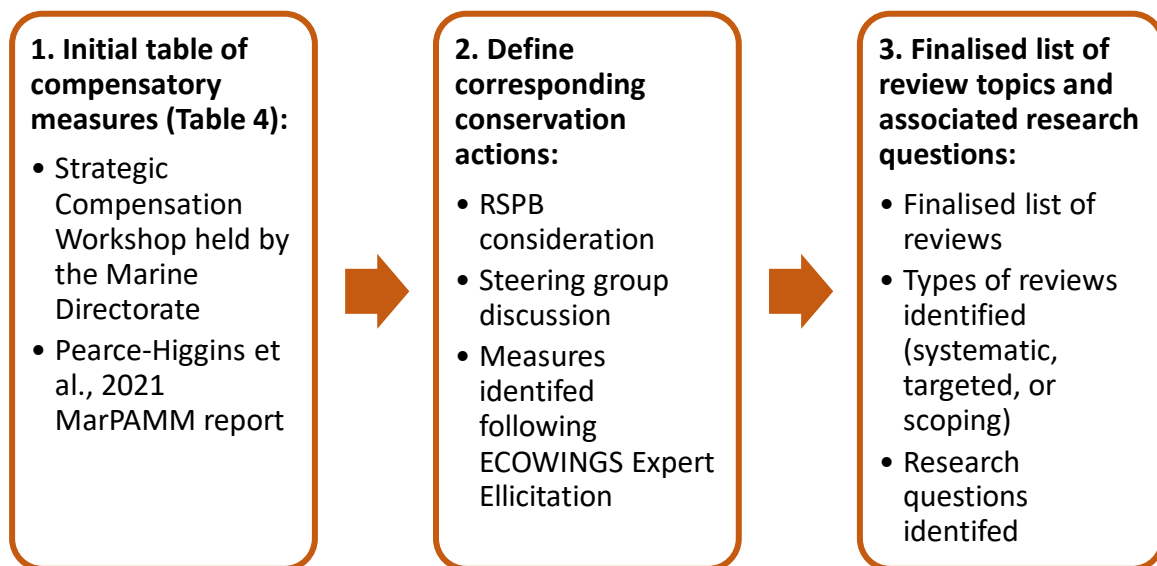 1. Initial table of
compensatory
measures (Table 4):
• Strategic
Compensation
Workshop held by
the Marine
Directorate
• Pearce-Higgins et
al., 2021
MarPAMM report
2. Define
corresponding
conservation
actions:
• RSPB
consideration
• Steering group
discussion
• Measures
identifed
following
ECOWINGS Expert
Ellicitation
3. Finalised list of
review topics and
associated research
questions:
• Finalised list of
reviews
• Types of reviews
identified
(systematic,
targeted, or
scoping)
• Research
questions
identifed